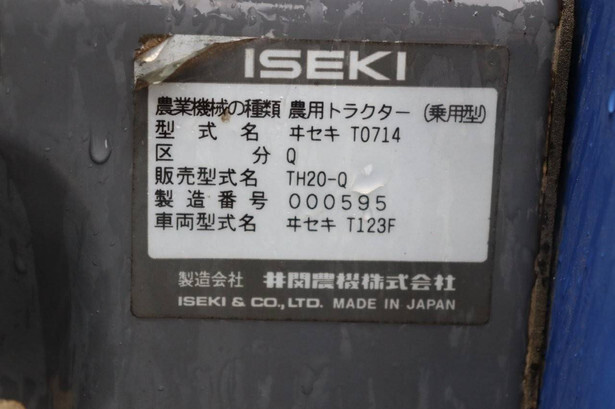 ISEKI
農業機械の種類 農用トラクター (乗用型)
型式名 ヰセキ T0714
区分 Q
販売型式名 TH20-Q
製造番号 000595
車両型式名 ヰセキ T123F
製造会社 井関農機株式会社
ISEKI & CO., LTD. MADE IN JAPAN